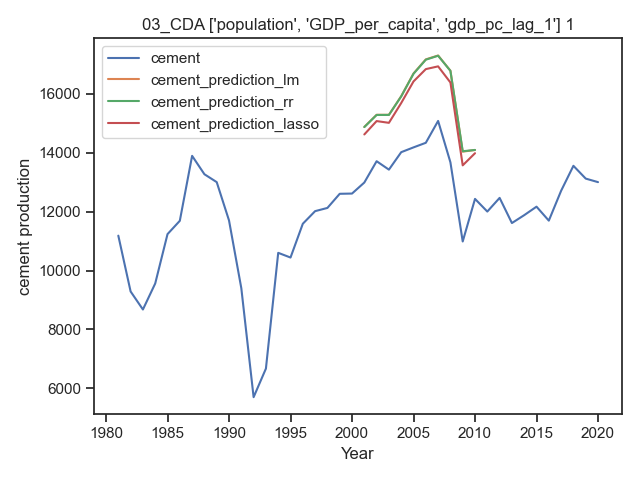 03_CDA ['population', 'GDP_per_capita', 'gdp_pc_lag_1'] 1
cement
cement_prediction_lm
cement_prediction_rr
cement_prediction_lasso
cement production
16000
14000
12000
10000
8000
6000
1980 1985 1990 1995 2000 2005 2010 2015 2020
Year